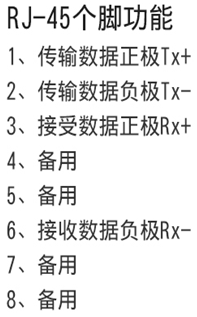 RJ-45个脚功能
1、传输数据正极Tx+
2、传输数据负极Tx-
3、接受数据正极Rx+
4、备用
5、备用
6、接收数据负极Rx-
7、备用
8、备用